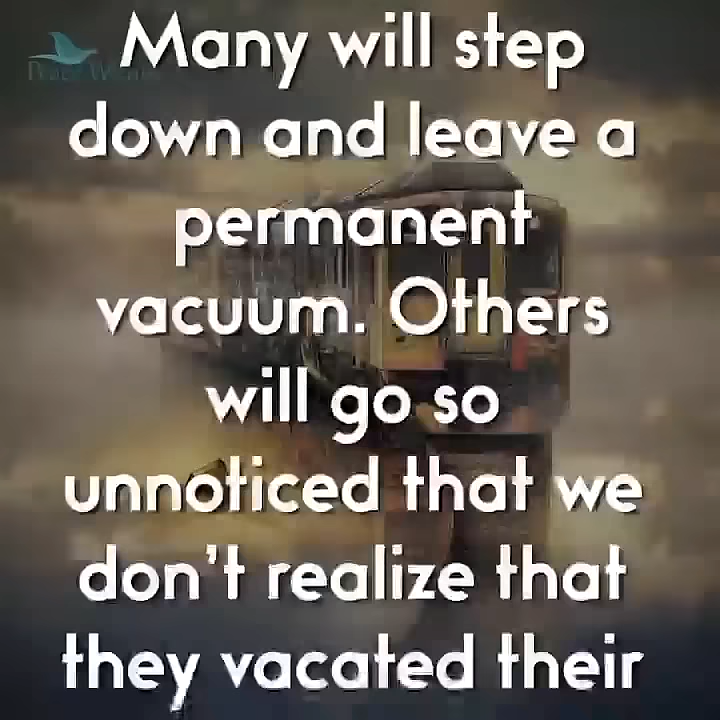 Many will step
down and leave a
permanent
vacuum. Others
will go so
unnoticed that we
don't realize that
they vacated their